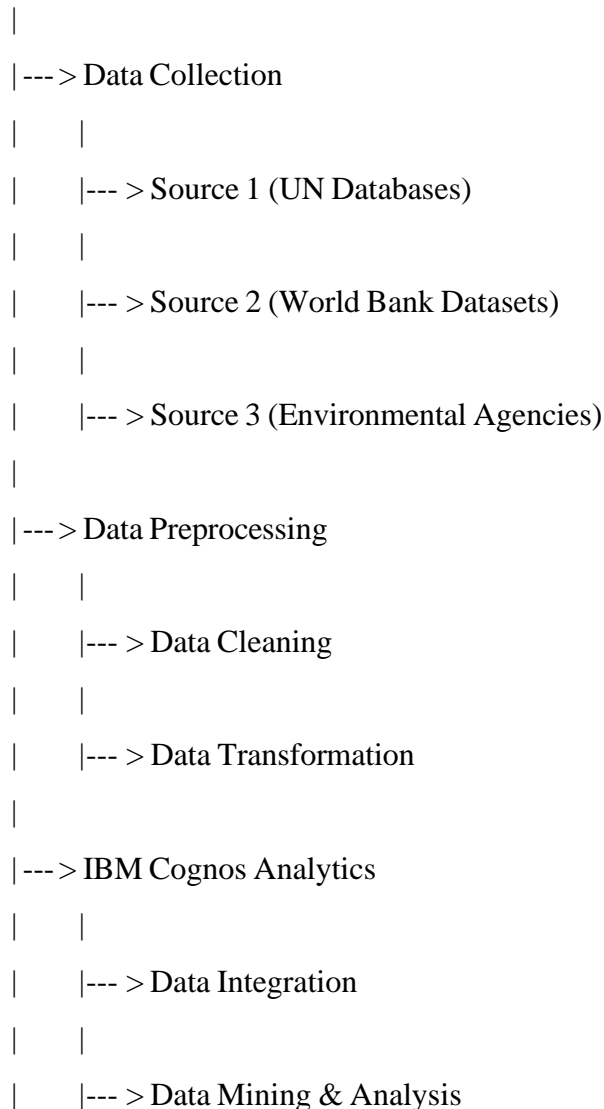 |
|---> Data Collection
| |
| |--- > Source 1 (UN Databases)
| |
| |--- > Source 2 (World Bank Datasets)
| |
| |--- > Source 3 (Environmental Agencies)
|
|---> Data Preprocessing
| |
| |--- > Data Cleaning
| |
| |--- > Data Transformation
|
|---> IBM Cognos Analytics
| |
| |--- > Data Integration
| |
| |--- > Data Mining & Analysis